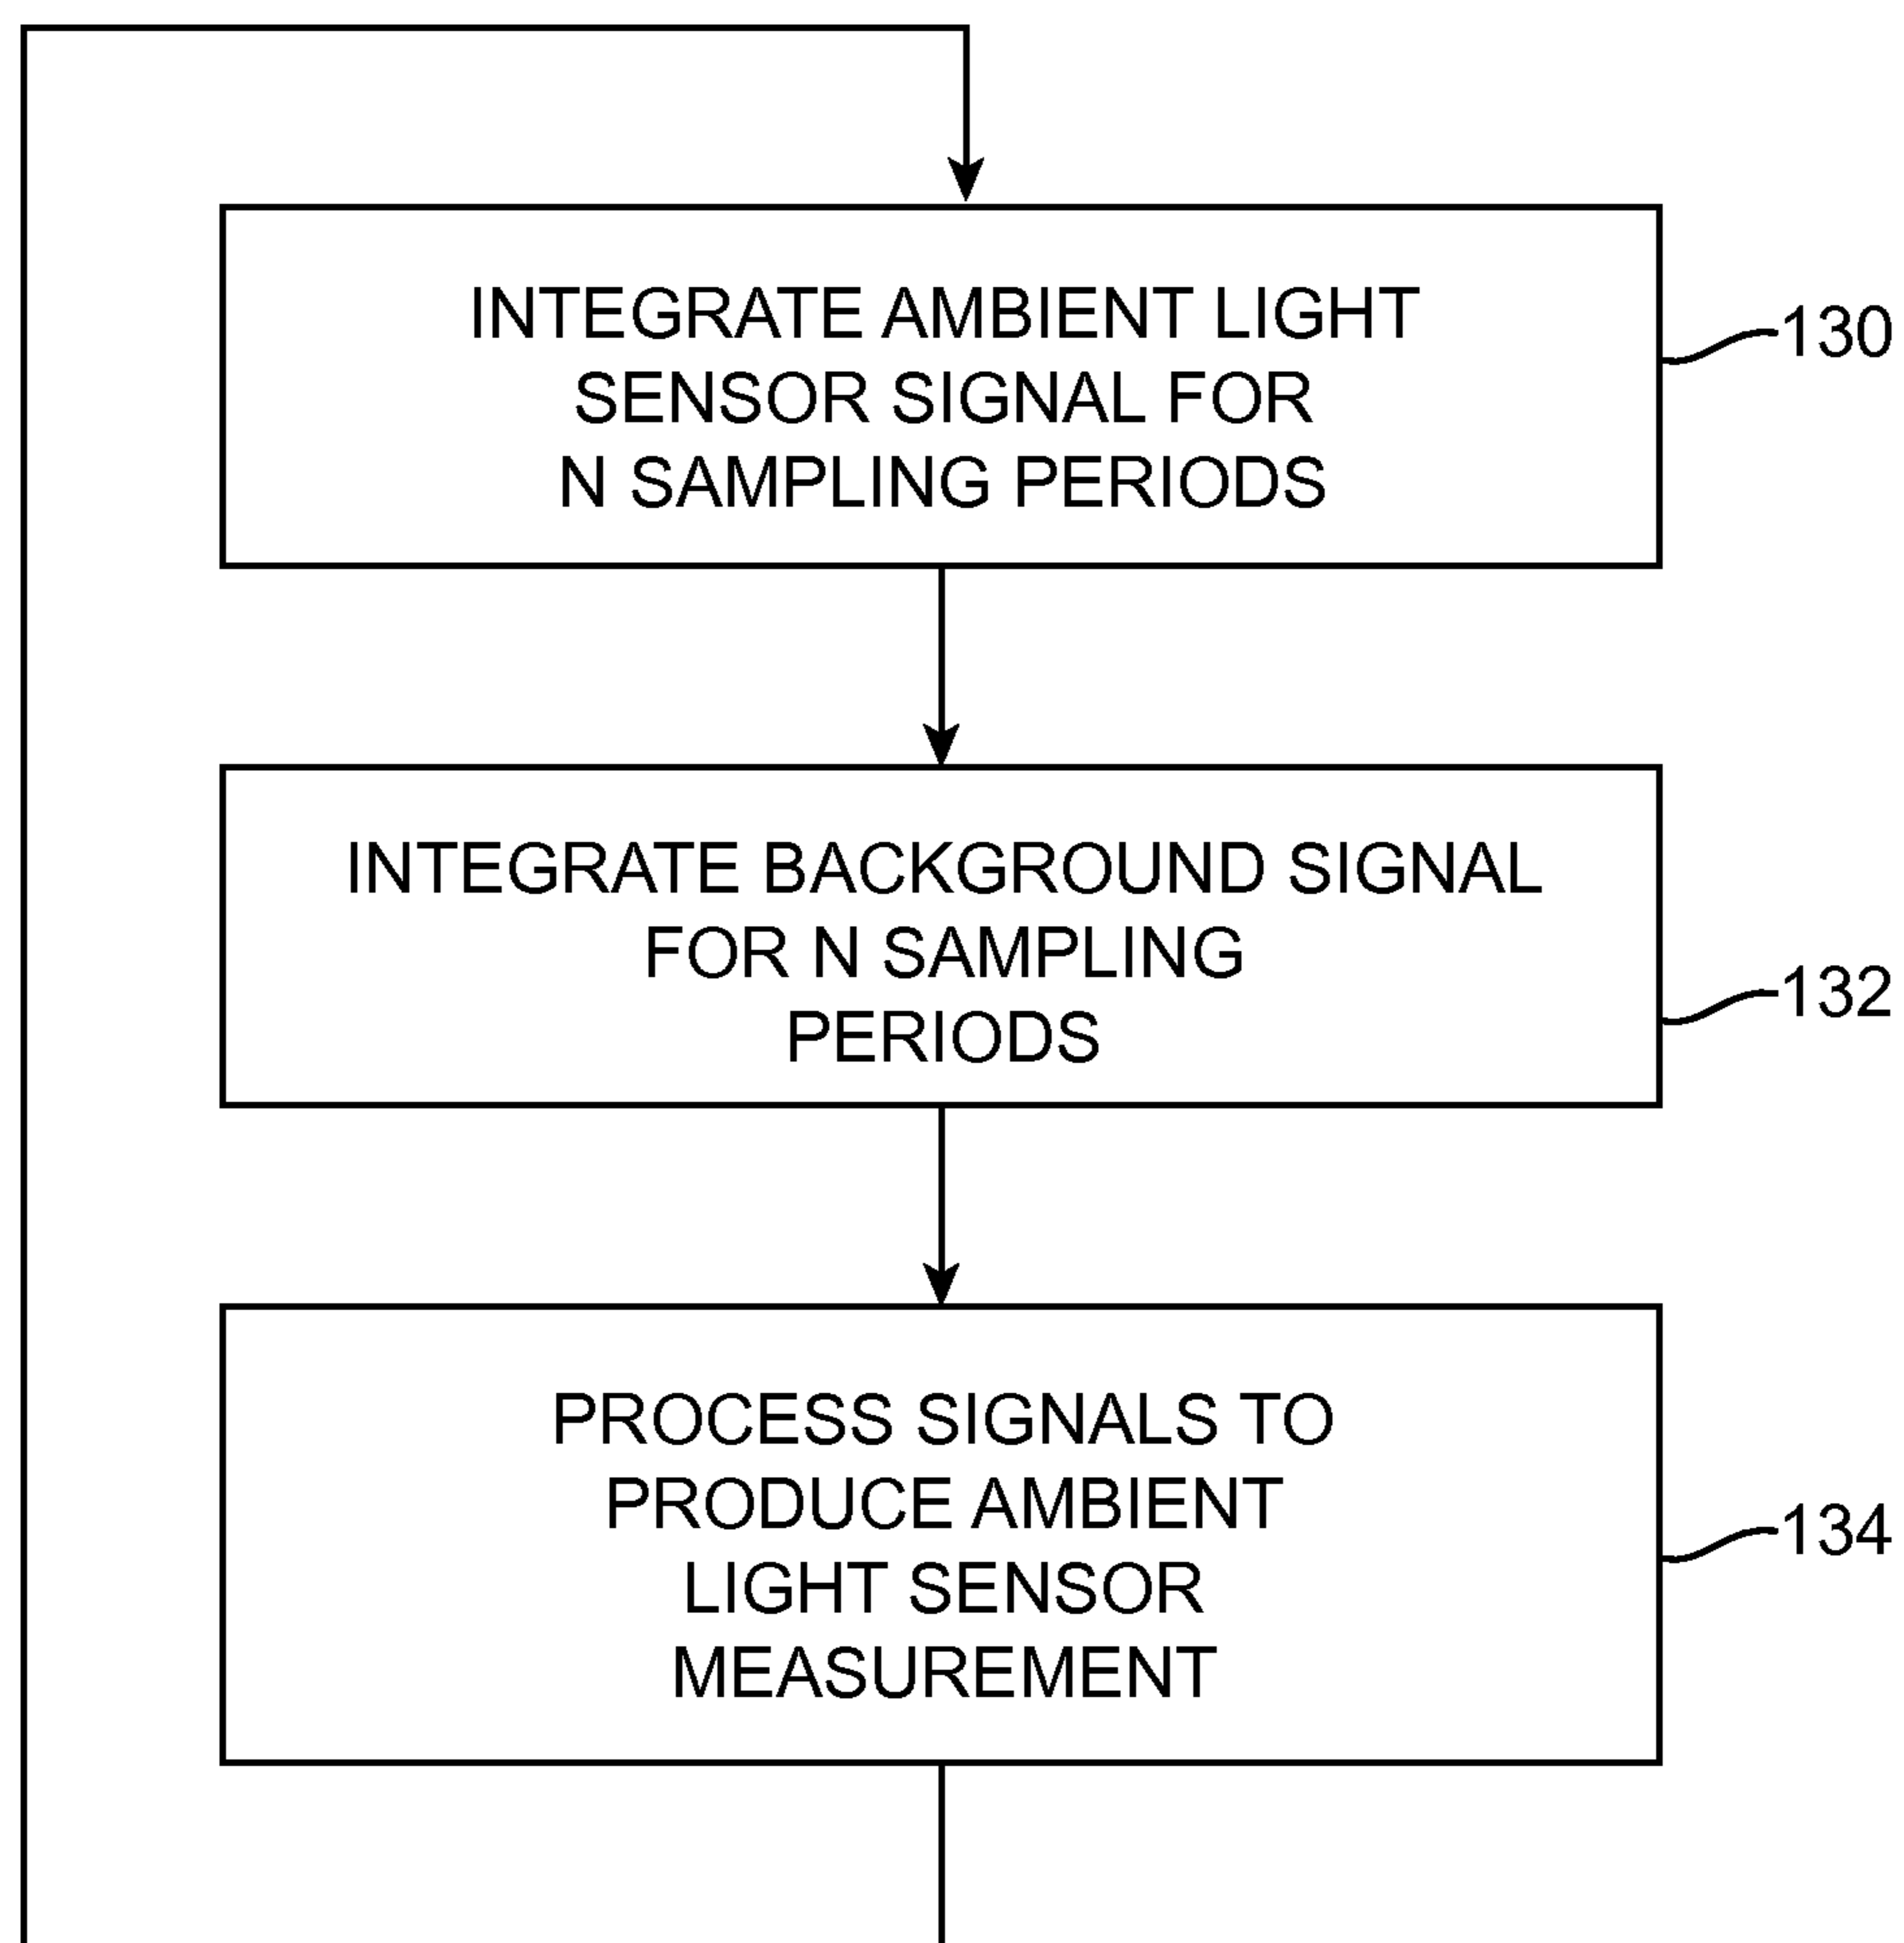 INTEGRATE AMBIENT LIGHT
SENSOR SIGNAL FOR
N SAMPLING PERIODS
130
INTEGRATE BACKGROUND SIGNAL
FOR N SAMPLING
PERIODS
132
PROCESS SIGNALS TO
PRODUCE AMBIENT
LIGHT SENSOR
MEASUREMENT
134